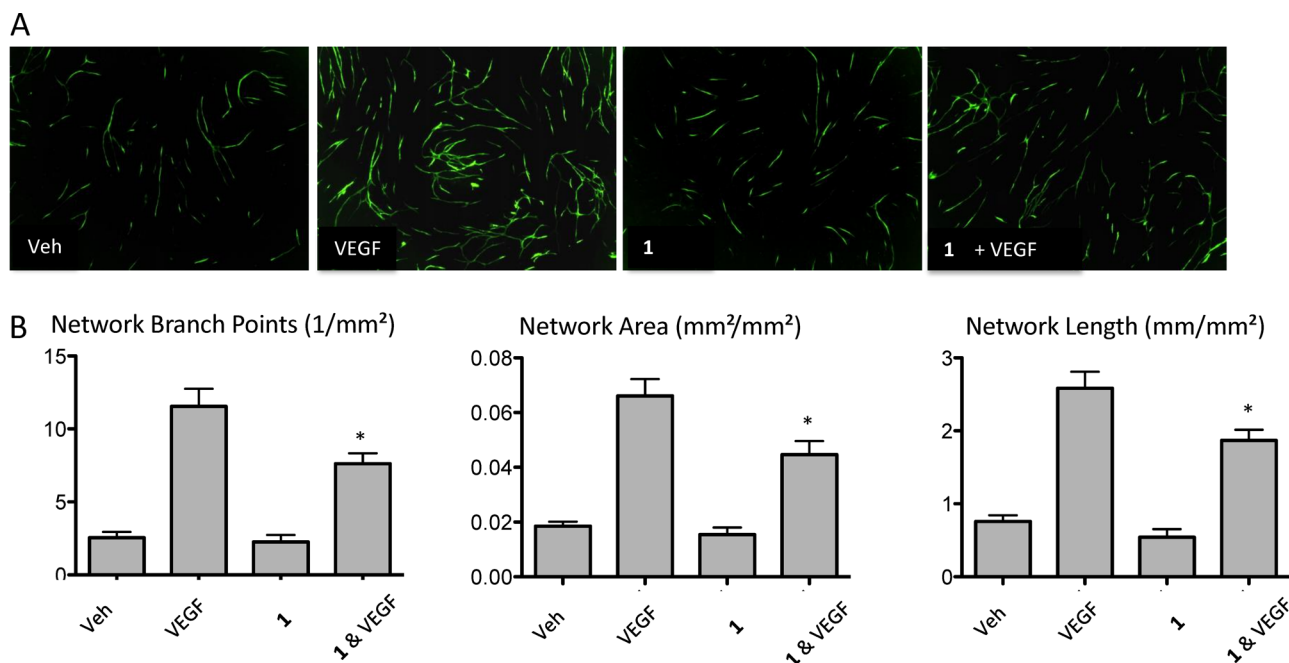 A
Veh
VEGF
1
1 + VEGF
B
Network Branch Points (1/mm²)
15
10
5
0
Veh
VEGF
1
1 & VEGF
*
Network Area (mm²/mm²)
0.08
0.06
0.04
0.02
0.00
Veh
VEGF
1
1 & VEGF
*
Network Length (mm/mm²)
3
2
1
0
Veh
VEGF
1
1 & VEGF
*